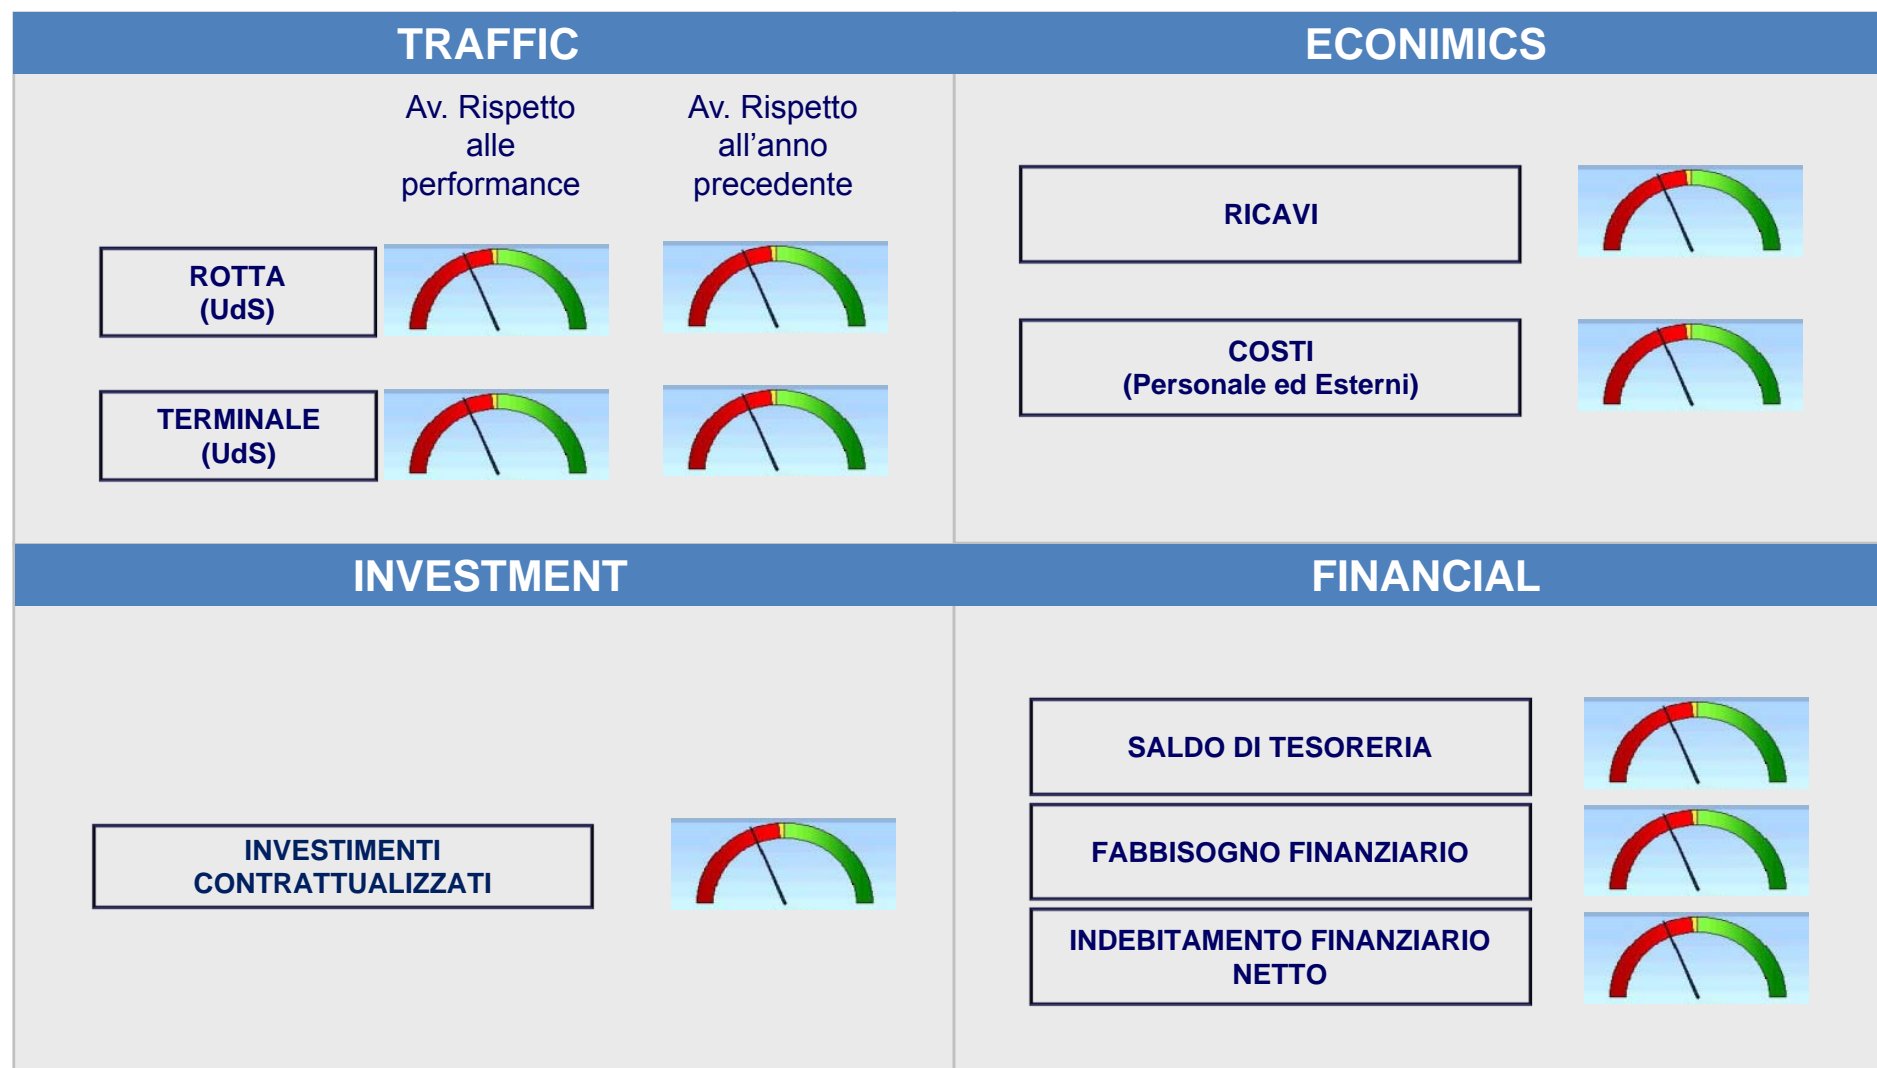 TRAFFIC
Av. Rispetto
alle
performance
Av. Rispetto
all’anno
precedente
ROTTA
(UdS)
TERMINALE
(UdS)
ECONIMICS
RICAVI
COSTI
(Personale ed Esterni)
INVESTMENT
INVESTIMENTI
CONTRATTUALIZZATI
FINANCIAL
SALDO DI TESORERIA
FABBISOGNO FINANZIARIO
INDEBITAMENTO FINANZIARIO
NETTO